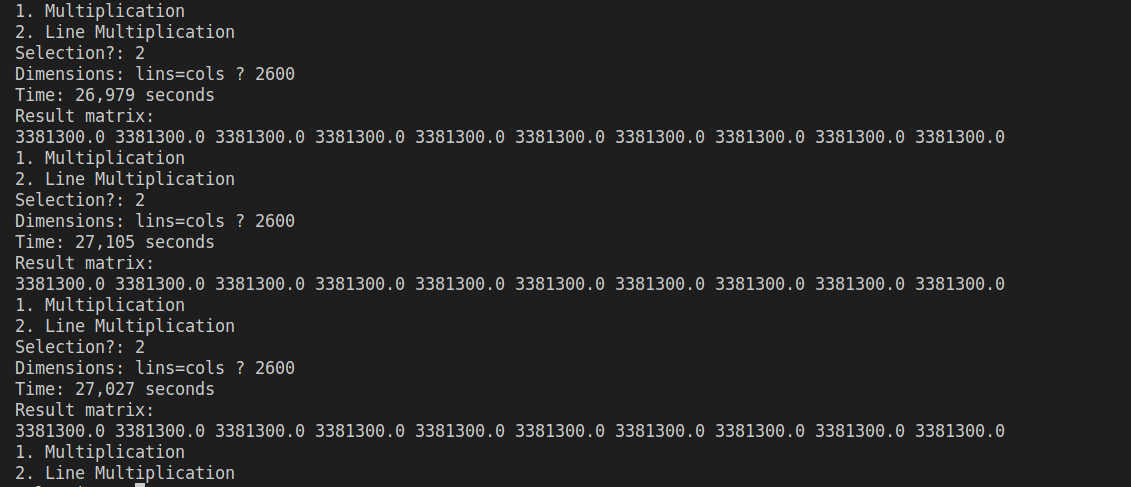 1. Multiplication
2. Line Multiplication
Selection?: 2
Dimensions: lins=cols ? 2600
Time: 26,979 seconds
Result matrix:
3381300.0 3381300.0 3381300.0 3381300.0 3381300.0 3381300.0 3381300.0 3381300.0 3381300.0 3381300.0
1. Multiplication
2. Line Multiplication
Selection?: 2
Dimensions: lins=cols ? 2600
Time: 27,105 seconds
Result matrix:
3381300.0 3381300.0 3381300.0 3381300.0 3381300.0 3381300.0 3381300.0 3381300.0 3381300.0 3381300.0
1. Multiplication
2. Line Multiplication
Selection?: 2
Dimensions: lins=cols ? 2600
Time: 27,027 seconds
Result matrix:
3381300.0 3381300.0 3381300.0 3381300.0 3381300.0 3381300.0 3381300.0 3381300.0 3381300.0 3381300.0
1. Multiplication
2. Line Multiplication